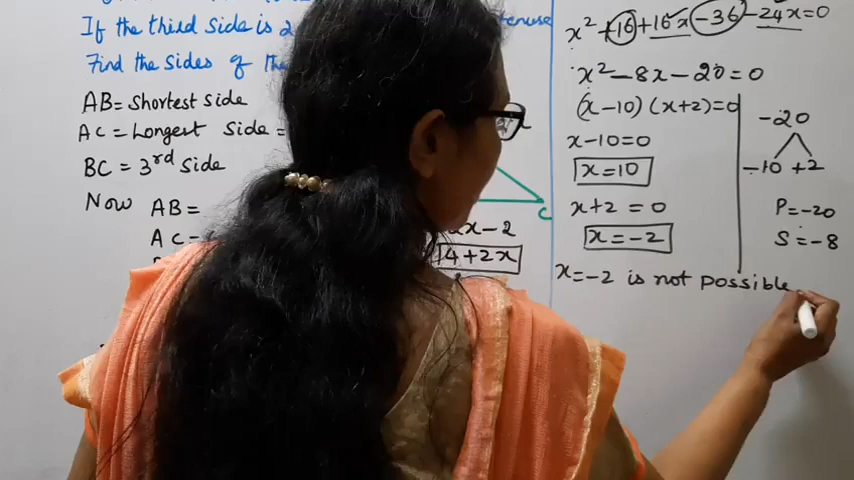 If the third side is 2
enuse
Find the sides of the
AB = Shortest side
AC = Longest side =
BC = 3rd side
Now AB =
AC =
x - 2
4 + 2x
C
x² + 16 + 16x - 36 - 24x = 0
x² - 8x - 20 = 0
(x - 10) (x + 2) = 0
x - 10 = 0
x = 10
x + 2 = 0
x = -2
x = -2 is not possible
-20
-10 +2
P = -20
S = -8